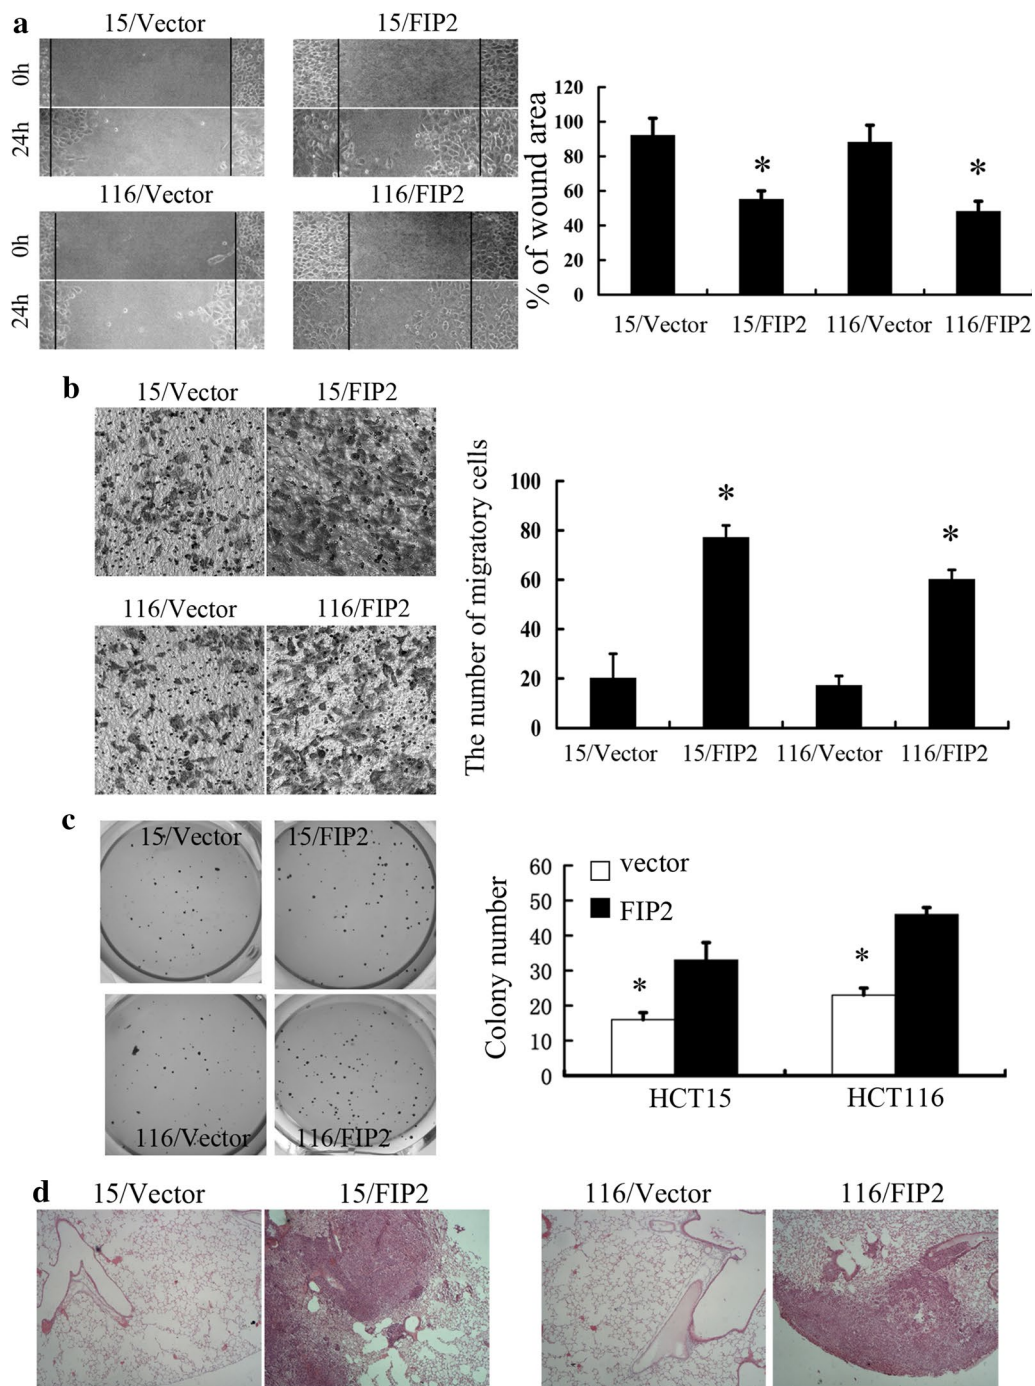 a
15/Vector
15/FIP2
0h
24h
116/Vector
116/FIP2
0h
24h
% of wound area
120
100
80
60
40
20
0
*
*
15/Vector
15/FIP2
116/Vector
116/FIP2
b
15/Vector
15/FIP2
116/Vector
116/FIP2
The number of migratory cells
100
80
60
40
20
0
*
*
15/Vector
15/FIP2
116/Vector
116/FIP2
c
15/Vector
15/FIP2
116/Vector
116/FIP2
Colony number
60
50
40
30
20
10
0
vector
FIP2
*
*
HCT15
HCT116
d
15/Vector
15/FIP2
116/Vector
116/FIP2